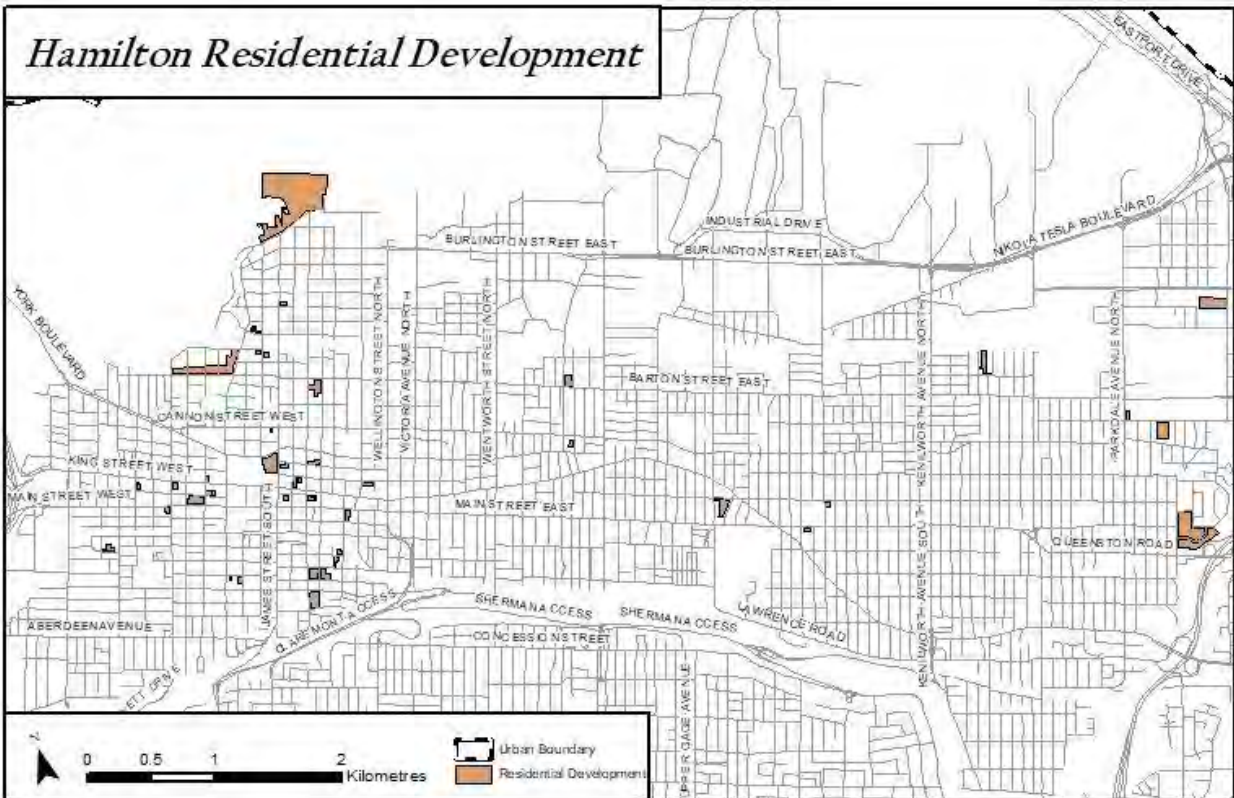 Hamilton Residential Development
EASTPORT DRIVE
INDUSTRIAL DRIVE
NIKOLA TESLA BOULEVARD
BURLINGTON STREET EAST
BURLINGTON STREET EAST
YORK BOULEVARD
WELLINGTON STREET NORTH
VICTORIA AVENUE NORTH
WENTWORTH STREET NORTH
KENILWORTH AVENUE NORTH
PARKDALE AVENUE NORTH
BARTON STREET EAST
CANNON STREET WEST
KING STREET WEST
MAIN STREET WEST
MAIN STREET EAST
QUEENSTON ROAD
JAMES STREET SOUTH
KENILWORTH AVENUE SOUTH
CLAREMONT ACCESS
SHERMAN ACCESS
SHERMAN ACCESS
LAWRENCE ROAD
ABERDEEN AVENUE
CONCESSION STREET
ETT DRIVE
PPER GAGE AVENUE
0 0.5 1 2
Kilometres
Urban Boundary
Residential Development